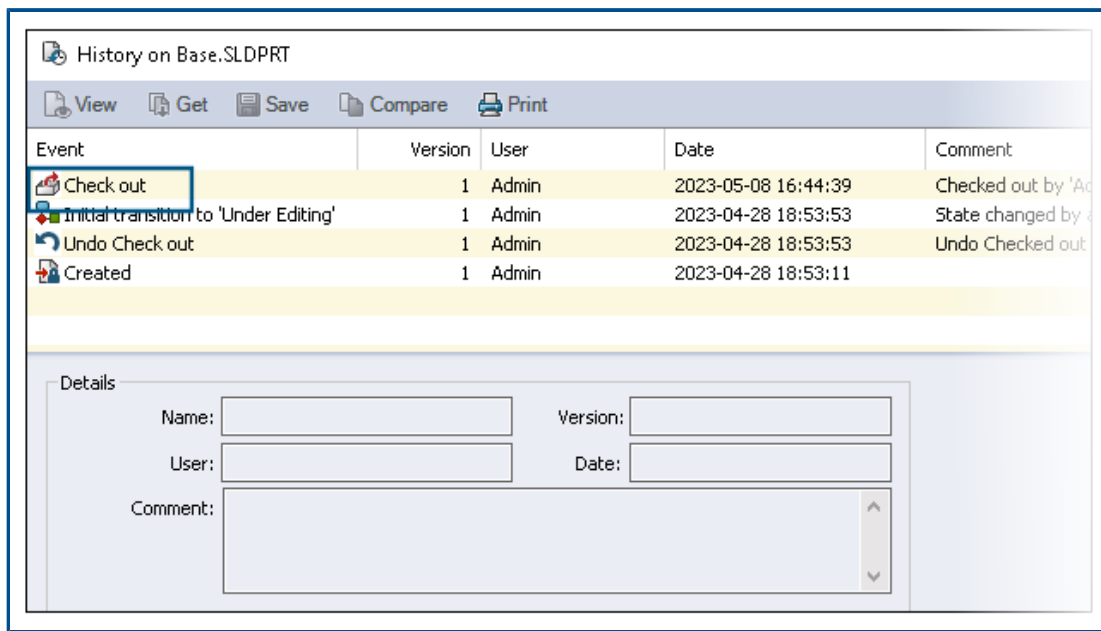 History on Base.SLDPRT
View Get Save Compare Print
Event Version User Date Comment
Check out 1 Admin 2023-05-08 16:44:39 Checked out by
Initial transition to 'Under Editing' 1 Admin 2023-04-28 18:53:53 State changed by
Undo Check out 1 Admin 2023-04-28 18:53:53 Undo Checked out
Created 1 Admin 2023-04-28 18:53:11
Details
Name: Version:
User: Date:
Comment: